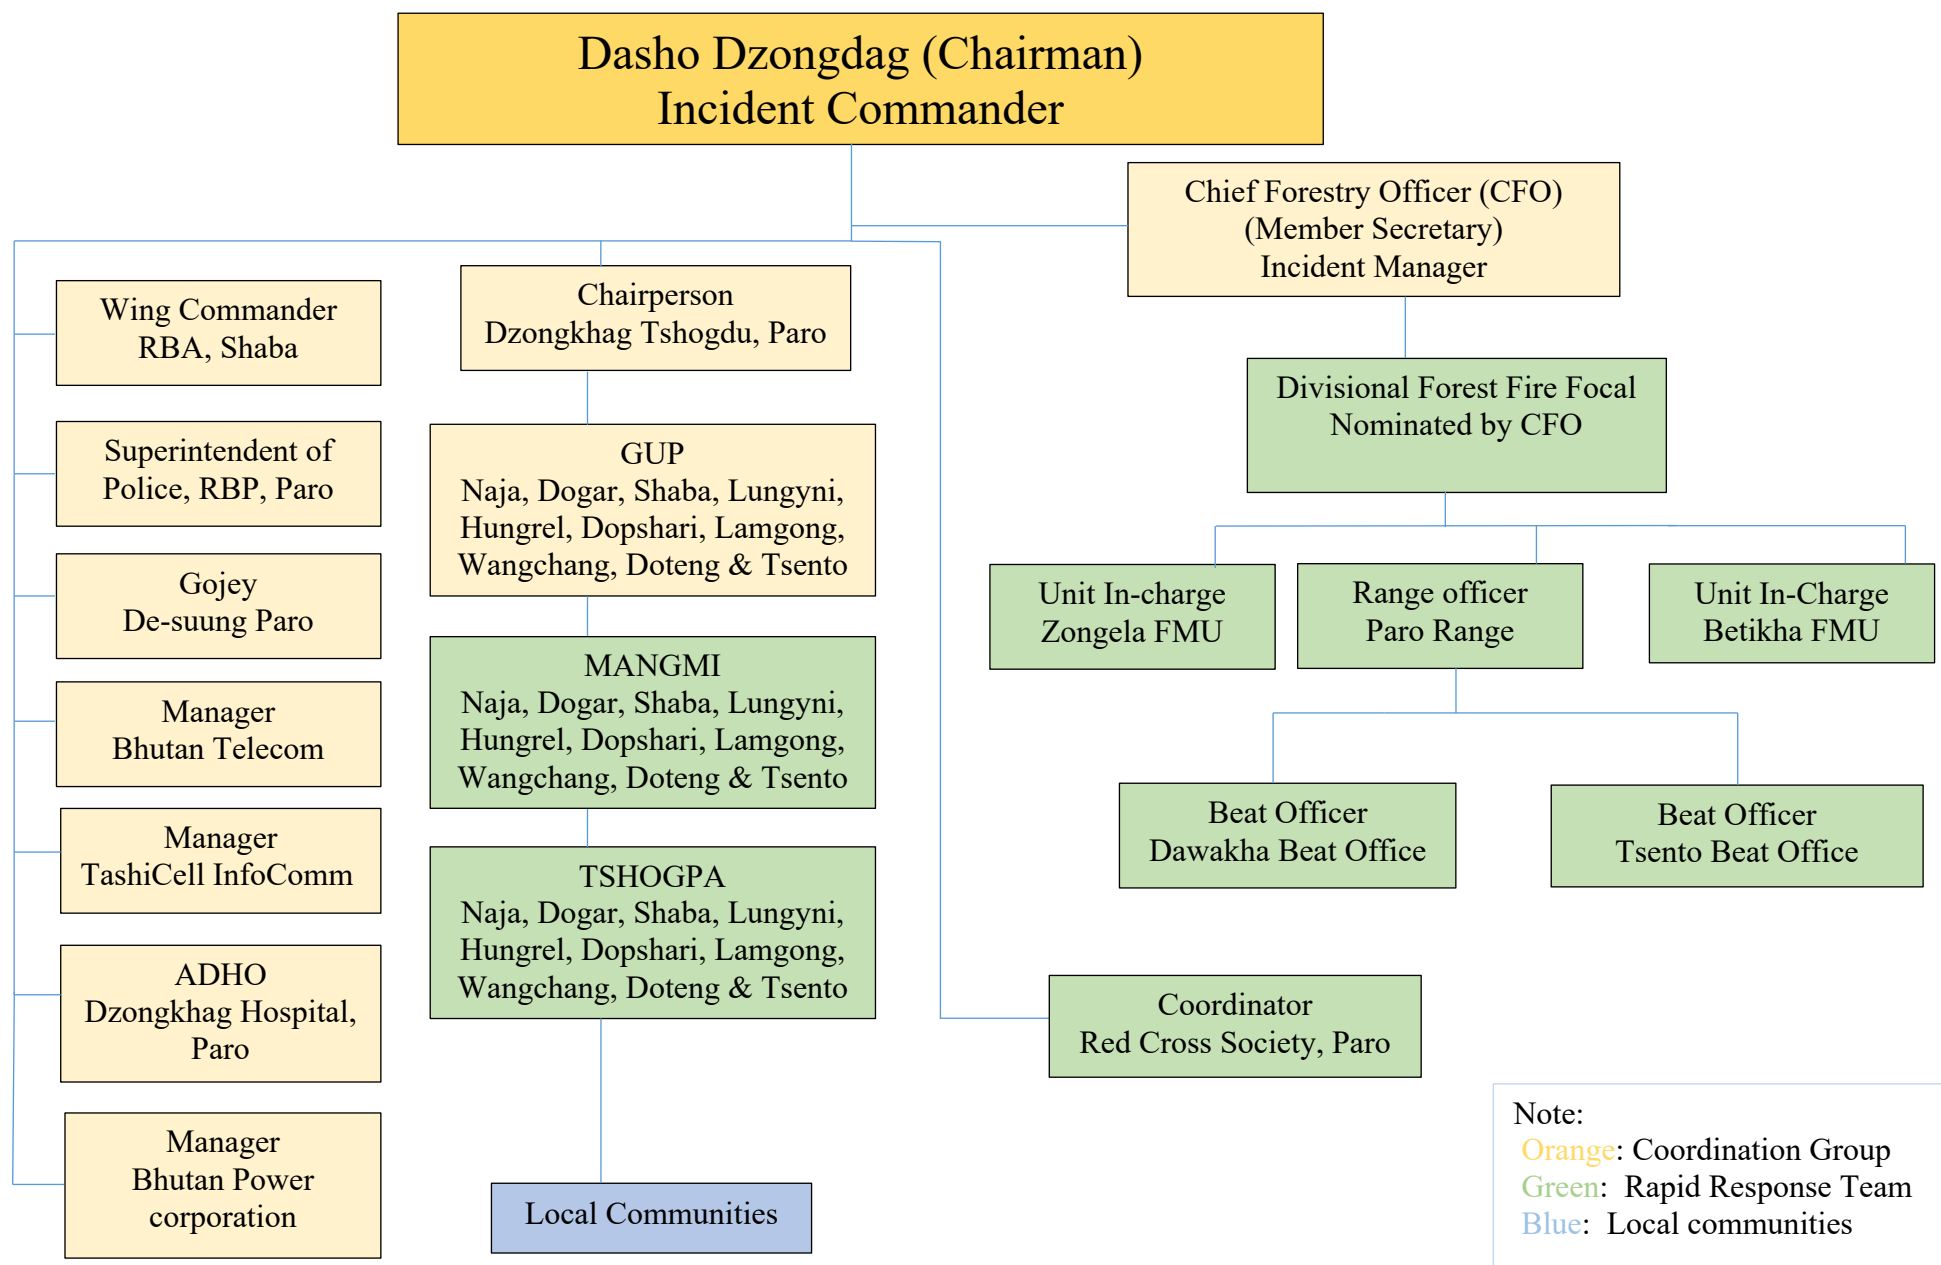 Dasho Dzongdag (Chairman)
Incident Commander
Chief Forestry Officer (CFO)
(Member Secretary)
Incident Manager
Wing Commander
RBA, Shaba
Superintendent of
Police, RBP, Paro
Gojey
De-suung Paro
Manager
Bhutan Telecom
Manager
TashiCell InfoComm
ADHO
Dzongkhag Hospital,
Paro
Manager
Bhutan Power
corporation
Chairperson
Dzongkhag Tshogdu, Paro
GUP
Naja, Dogar, Shaba, Lungyni,
Hungrel, Dopshari, Lamgong,
Wangchang, Doteng & Tsento
MANGMI
Naja, Dogar, Shaba, Lungyni,
Hungrel, Dopshari, Lamgong,
Wangchang, Doteng & Tsento
TSHOGPA
Naja, Dogar, Shaba, Lungyni,
Hungrel, Dopshari, Lamgong,
Wangchang, Doteng & Tsento
Local Communities
Divisional Forest Fire Focal
Nominated by CFO
Unit In-charge
Zongela FMU
Range officer
Paro Range
Unit In-Charge
Betikha FMU
Beat Officer
Dawakha Beat Office
Beat Officer
Tsento Beat Office
Coordinator
Red Cross Society, Paro
Note:
Orange: Coordination Group
Green: Rapid Response Team
Blue: Local communities